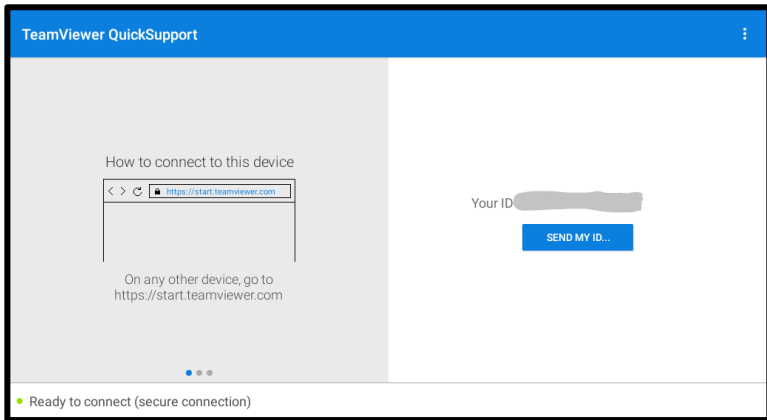 TeamViewer QuickSupport
How to connect to this device
https://start.teamviewer.com
On any other device, go to
https://start.teamviewer.com
Your ID
SEND MY ID...
Ready to connect (secure connection)